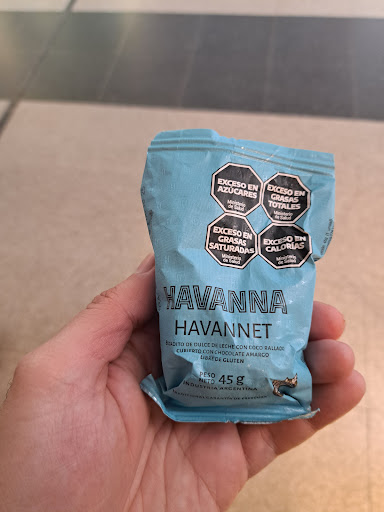 EXCESO EN
AZÚCARES
Ministerio
de Salud
EXCESO EN
GRASAS
TOTALES
Ministerio
de Salud
EXCESO EN
GRASAS
SATURADAS
Ministerio
de Salud
EXCESO EN
CALORÍAS
Ministerio
de Salud
HAVANNA
HAVANNET
DE DULCE DE LECHE CON COCO RALLADO
CUBIERTO CON CHOCOLATE AMARGO
LIBRE DE GLUTEN
PESO
NETO 45 g
INDUSTRIA ARGENTINA